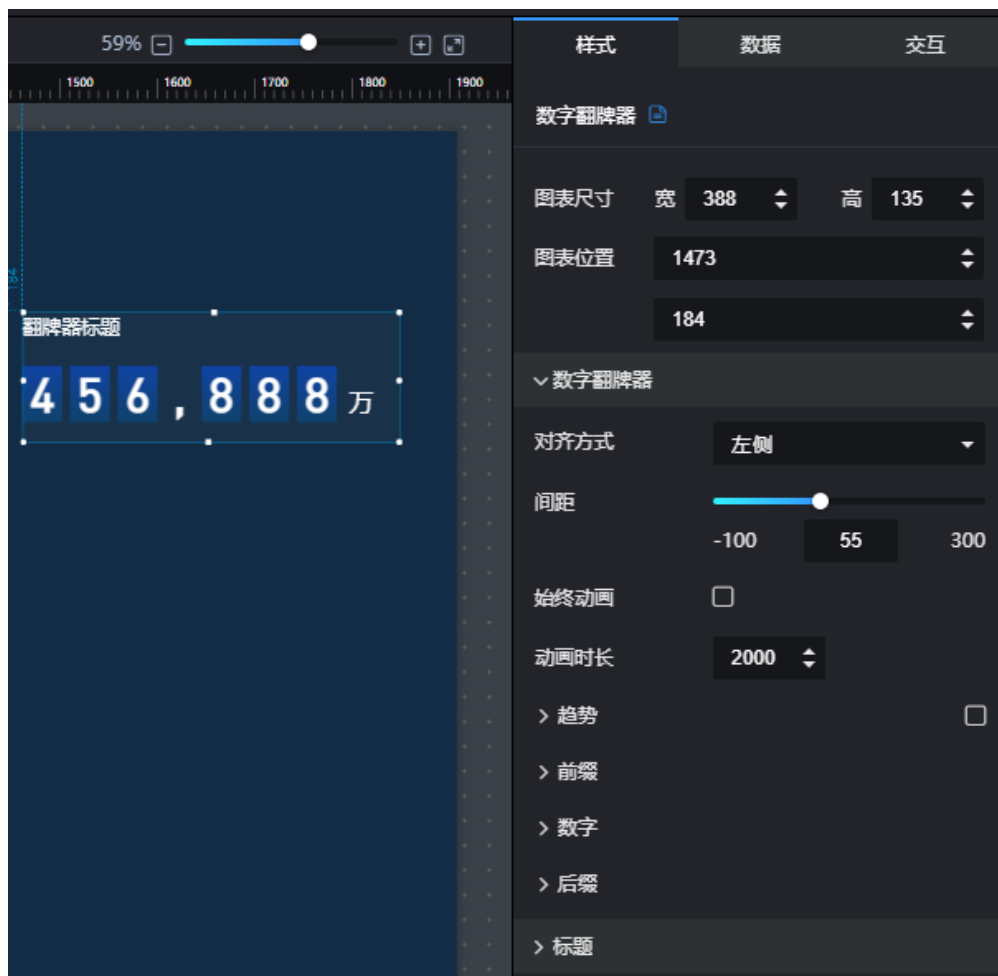 59%
样式 数据 交互
1500 1600 1700 1800 1900
数字翻牌器
图表尺寸 宽 388 高 135
图表位置 1473
184
184
翻牌器标题
456,888万
数字翻牌器
对齐方式 左侧
间距
-100 55 300
始终动画
动画时长 2000
趋势
前缀
数字
后缀
标题